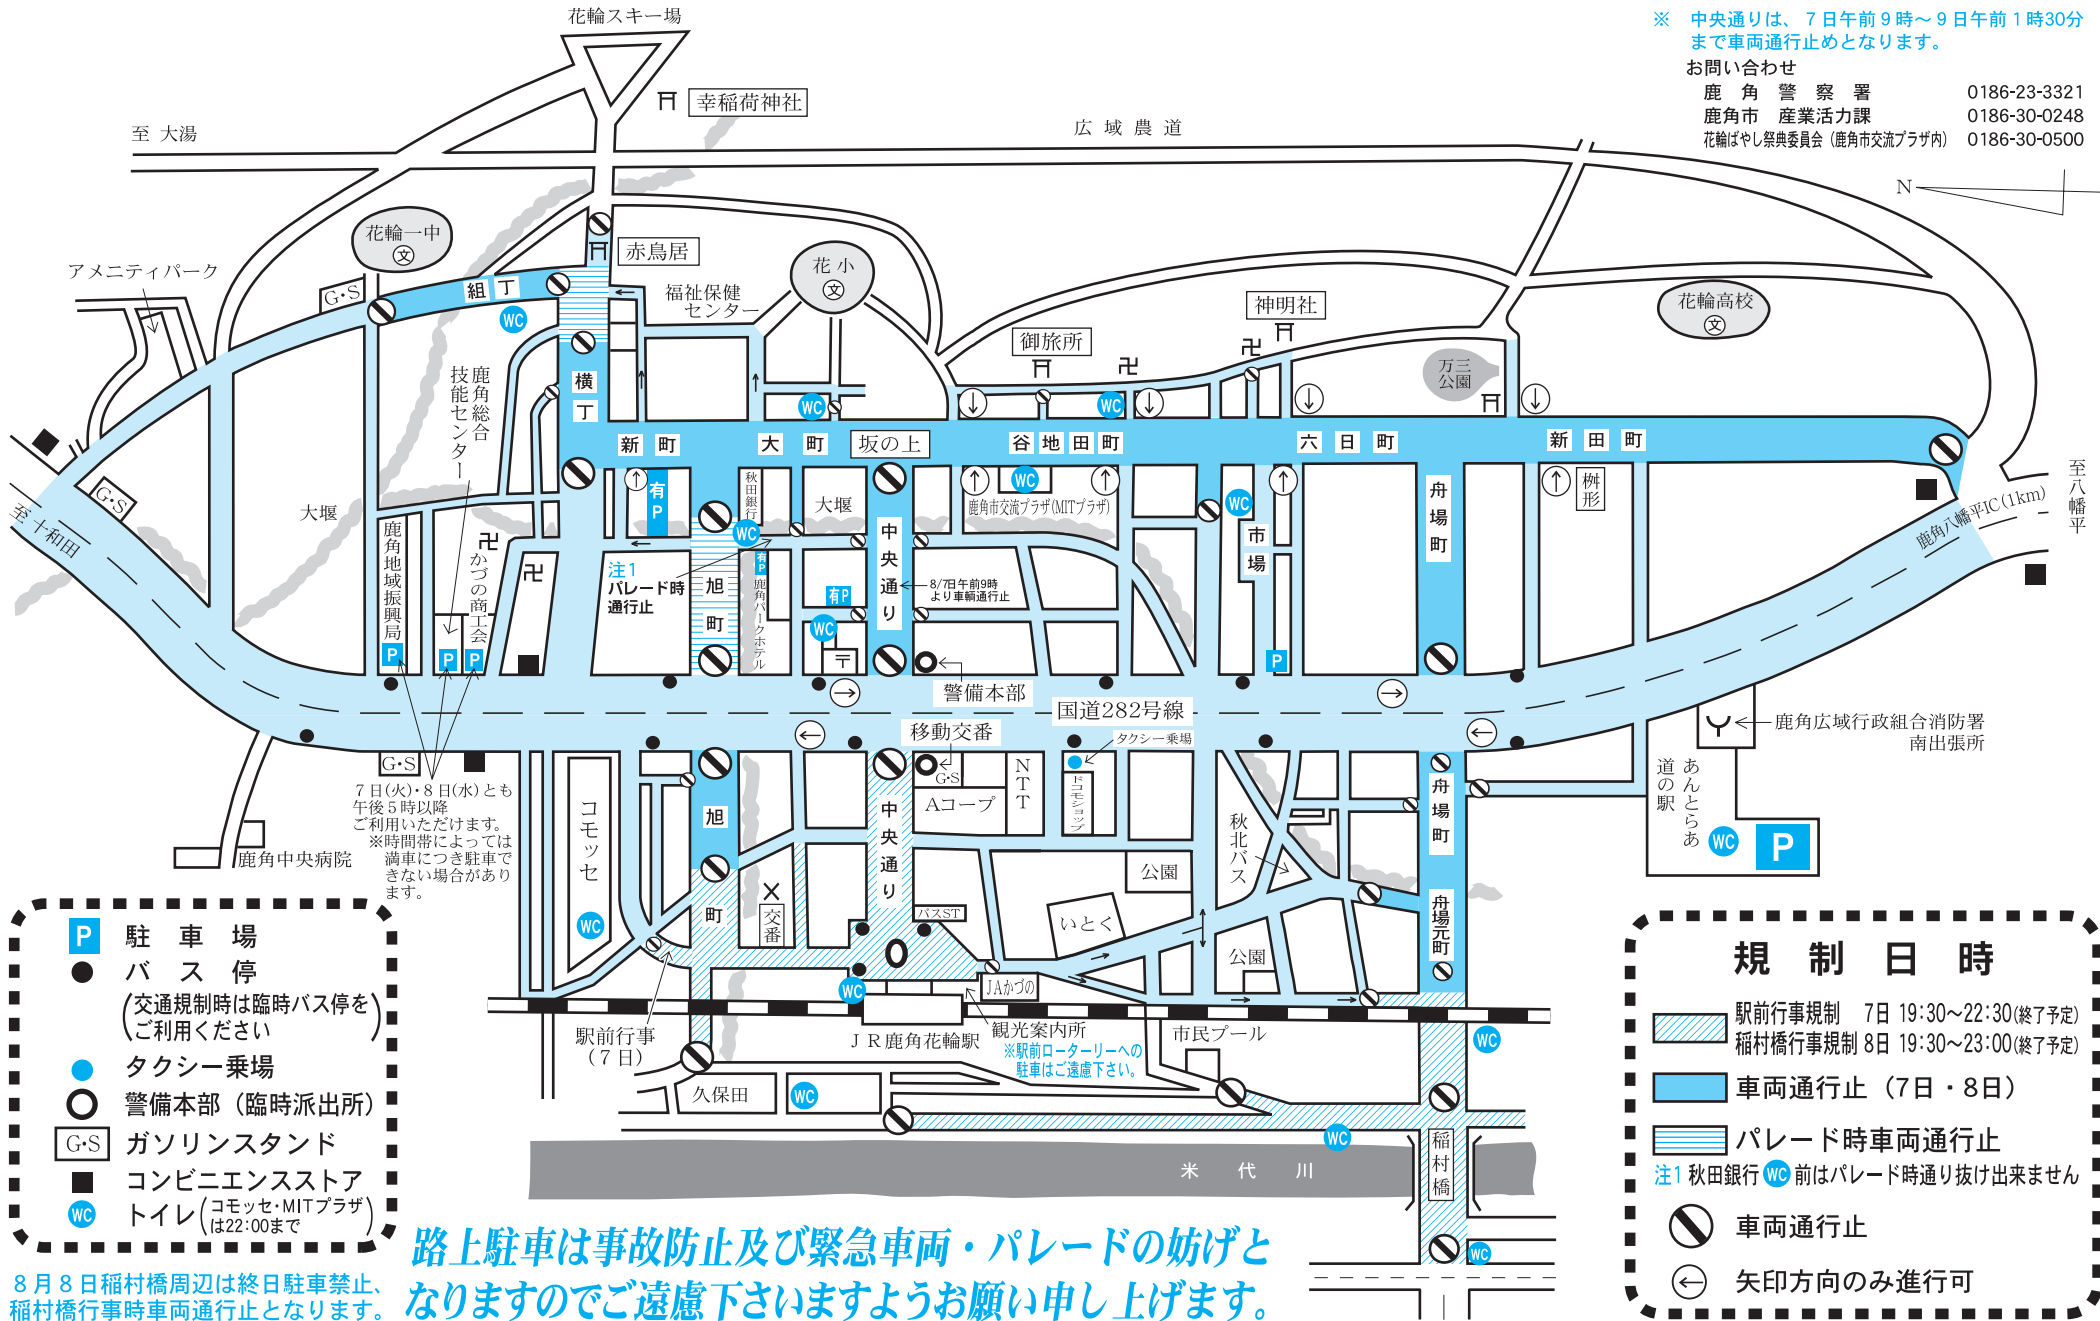 花輪スキー場
※ 中央通りは、7日午前9時～9日午前1時30分
まで車両通行止めとなります。
お問い合わせ
鹿角警察署 0186-23-3321
鹿角市 産業活力課 0186-30-0248
花輪ばやし祭典委員会（鹿角市交流プラザ内） 0186-30-0500
N
幸稲荷神社
至 大湯
広域農道
花輪一中
文
赤鳥居
アメニティパーク
G・S
組丁
WC
福祉保健
センター
花小
文
神明社
御旅所
花輪高校
文
万三
公園
横丁
鹿角総合
技能センター
WC
WC
新町
大町
坂の上
谷地田町
六日町
新田町
至八幡平
G・S
至十和田
大堰
有P
秋田銀行
大堰
WC
鹿角市交流プラザ(MITプラザ)
WC
市場
舟場町
桝形
鹿角八幡平IC(1km)
鹿角地域振興局
かづの商工会
注1
パレード時
通行止
WC
有P
鹿角パークホテル
旭町
有P
WC
〒
中央通り
8/7日午前9時
より車輌通行止
P
P
P
P
警備本部
国道282号線
移動交番
タクシー乗場
鹿角広域行政組合消防署
南出張所
G・S
7日(火)・8日(水)とも
午後5時以降
ご利用いただけます。
※時間帯によっては
満車につき駐車で
きない場合があり
ます。
コモッセ
WC
旭町
中央通り
G・S
Aコープ
NTT
ドコモショップ
秋北バス
舟場町
道の駅
あんとらあ
WC
P
鹿角中央病院
公園
交番
バスST
いとく
公園
舟場元町
駅前行事
(7日)
WC
JR鹿角花輪駅
JAかづの
観光案内所
※駅前ローターリーへの
駐車はご遠慮下さい。
市民プール
WC
久保田
WC
WC
米代川
稲村橋
WC
P 駐車場
バス停
(交通規制時は臨時バス停を
ご利用ください)
タクシー乗場
警備本部（臨時派出所）
G・S ガソリンスタンド
コンビニエンスストア
WC トイレ(コモッセ・MITプラザ
は22:00まで)
規制日時
駅前行事規制 7日 19:30～22:30(終了予定)
稲村橋行事規制 8日 19:30～23:00(終了予定)
車両通行止（7日・8日）
パレード時車両通行止
注1 秋田銀行WC前はパレード時通り抜け出来ません
車両通行止
矢印方向のみ進行可
8月8日稲村橋周辺は終日駐車禁止、
稲村橋行事時車両通行止となります。
路上駐車は事故防止及び緊急車両・パレードの妨げと
なりますのでご遠慮下さいますようお願い申し上げます。